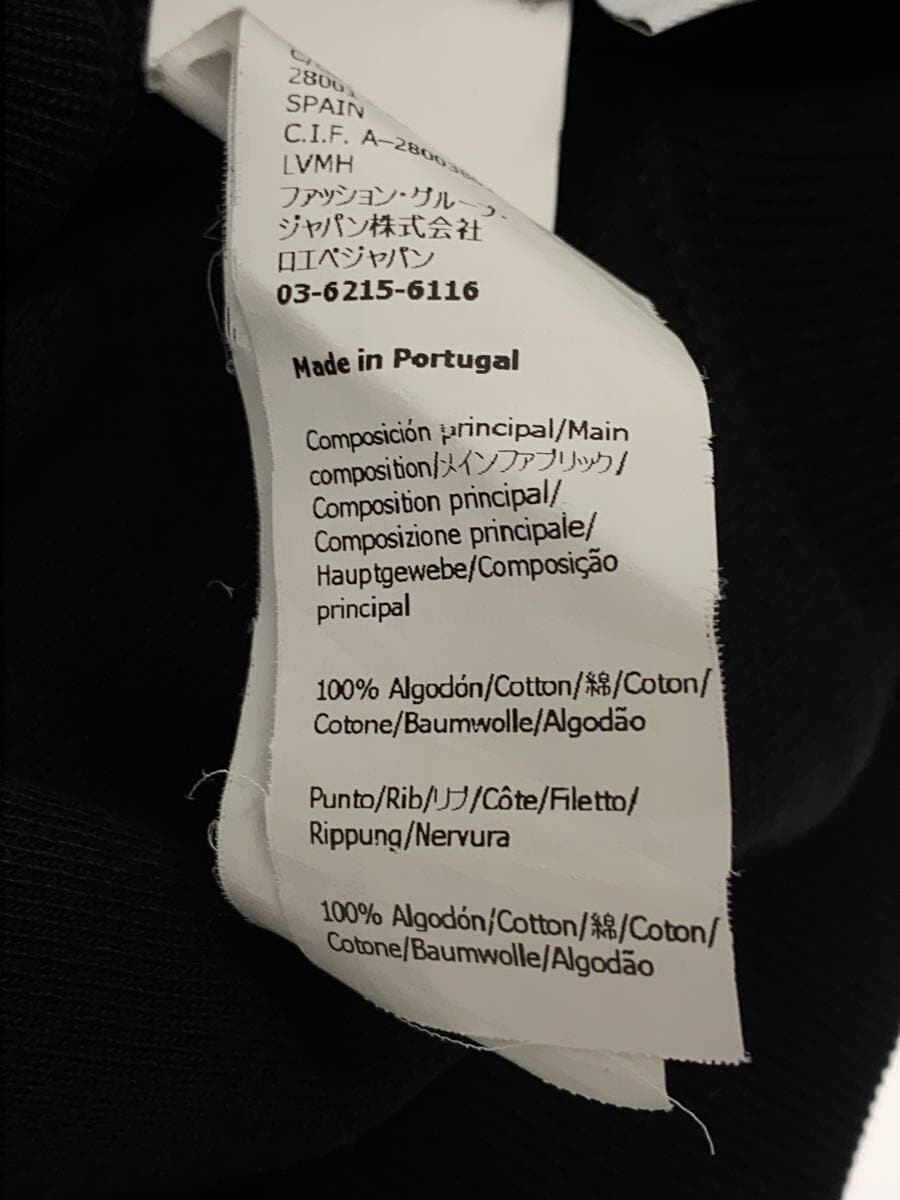 SPAIN
C.I.F. A-28003861
LVMH
ファッション・グループ・
ジャパン株式会社
ロエベジャパン
03-6215-6116
Made in Portugal
Composición principal/Main
composition/メインファブリック/
Composition principal/
Composizione principale/
Hauptgewebe/Composição
principal
100% Algodón/Cotton/綿/Coton/
Cotone/Baumwolle/Algodão
Punto/Rib/リブ/Côte/Filetto/
Rippung/Nervura
100% Algodón/Cotton/綿/Coton/
Cotone/Baumwolle/Algodão